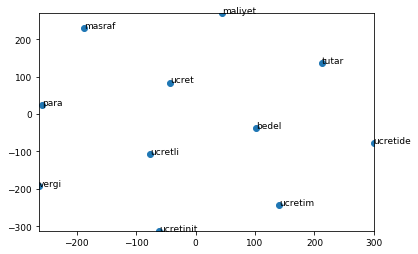 maliyet
masraf
200
tutar
100
ucret
para
0
bedel
ucretide
−100
ucretli
−200
vergi
ucretim
−300
ucretinit
−200
−100
0
100
200
300